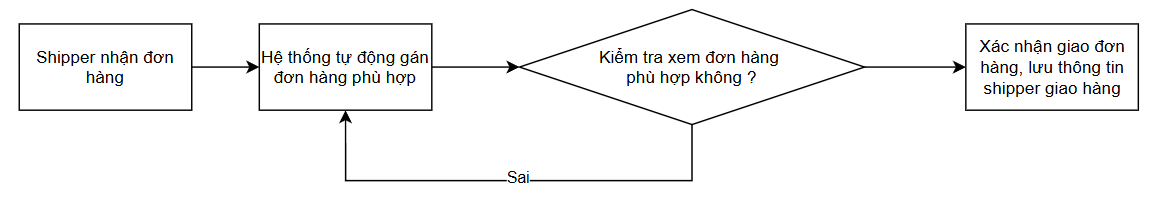 Shipper nhận đơn
hàng
Hệ thống tự động gán
đơn hàng phù hợp
Kiểm tra xem đơn hàng
phù hợp không ?
Xác nhận giao đơn
hàng, lưu thông tin
shipper giao hàng
Sai